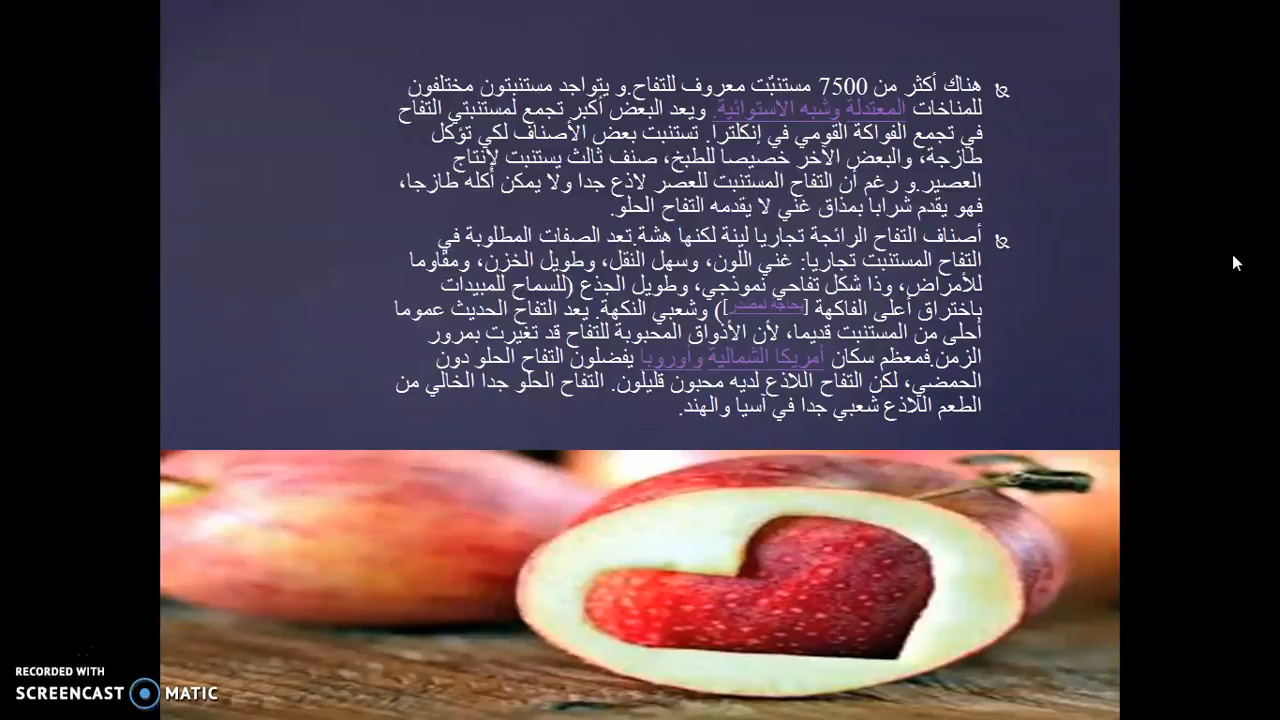 هناك أكثر من 7500 مستنبَت معروف للتفاح.و يتواجد مستنبتون مختلفون
للمناخات المعتدلة وشبه الاستوائية. ويعد البعض أكبر تجمع لمستنبتي التفاح
في تجمع الفواكة القومي في إنكلترا. تستنبت بعض الأصناف لكي تؤكل
طازجة، والبعض الآخر خصيصا للطبخ، صنف ثالث يستنبت لإنتاج
العصير.و رغم أن التفاح المستنبت للعصر لاذع جدا ولا يمكن أكله طازجا،
فهو يقدم شرابا بمذاق غني لا يقدمه التفاح الحلو.
أصناف التفاح الرائجة تجاريا لينة لكنها هشة.تعد الصفات المطلوبة في
التفاح المستنبت تجاريا: غني اللون، وسهل النقل، وطويل الخزن، ومقاوما
للأمراض، وذا شكل تفاحي نموذجي، وطويل الجذع (للسماح للمبيدات
باختراق أعلى الفاكهة [بحاجة لمصدر]) وشعبي النكهة. يعد التفاح الحديث عموما
أحلى من المستنبت قديما، لأن الأذواق المحبوبة للتفاح قد تغيرت بمرور
الزمن.فمعظم سكان أمريكا الشمالية وأوروبا يفضلون التفاح الحلو دون
الحمضي، لكن التفاح اللاذع لديه محبون قليلون. التفاح الحلو جدا الخالي من
الطعم اللاذع شعبي جدا في آسيا والهند.
RECORDED WITH
SCREENCAST MATIC